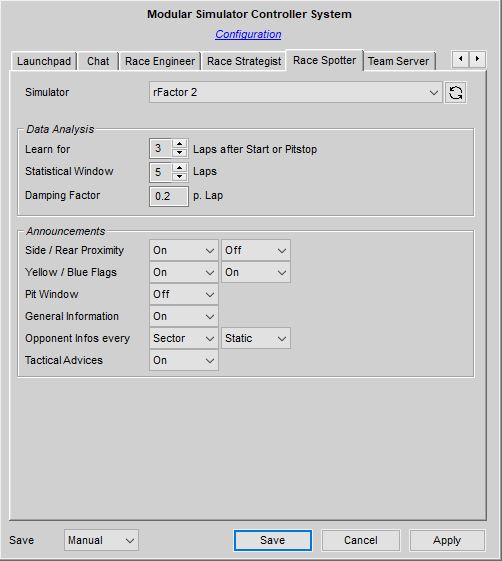 Modular Simulator Controller System
Configuration
Launchpad Chat Race Engineer Race Strategist Race Spotter Team Server
Simulator rFactor 2
Data Analysis
Learn for 3 Laps after Start or Pitstop
Statistical Window 5 Laps
Damping Factor 0.2 p. Lap
Announcements
Side / Rear Proximity On Off
Yellow / Blue Flags On On
Pit Window Off
General Information On
Opponent Infos every Sector Static
Tactical Advices On
Save Manual Save Cancel Apply